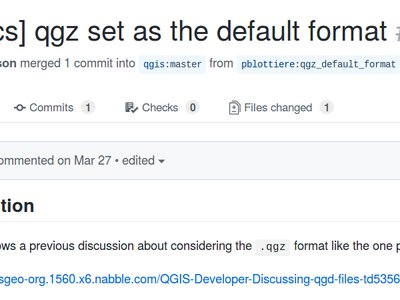 cs] qgz set as the default format #
son merged 1 commit into qgis:master from pblottiere:qgz_default_format
Commits 1 Checks 0 Files changed 1
ommented on Mar 27 • edited
tion
ows a previous discussion about considering the .qgz format like the one p
sgeo-org.1560.x6.nabble.com/QGIS-Developer-Discussing-qgd-files-td5356